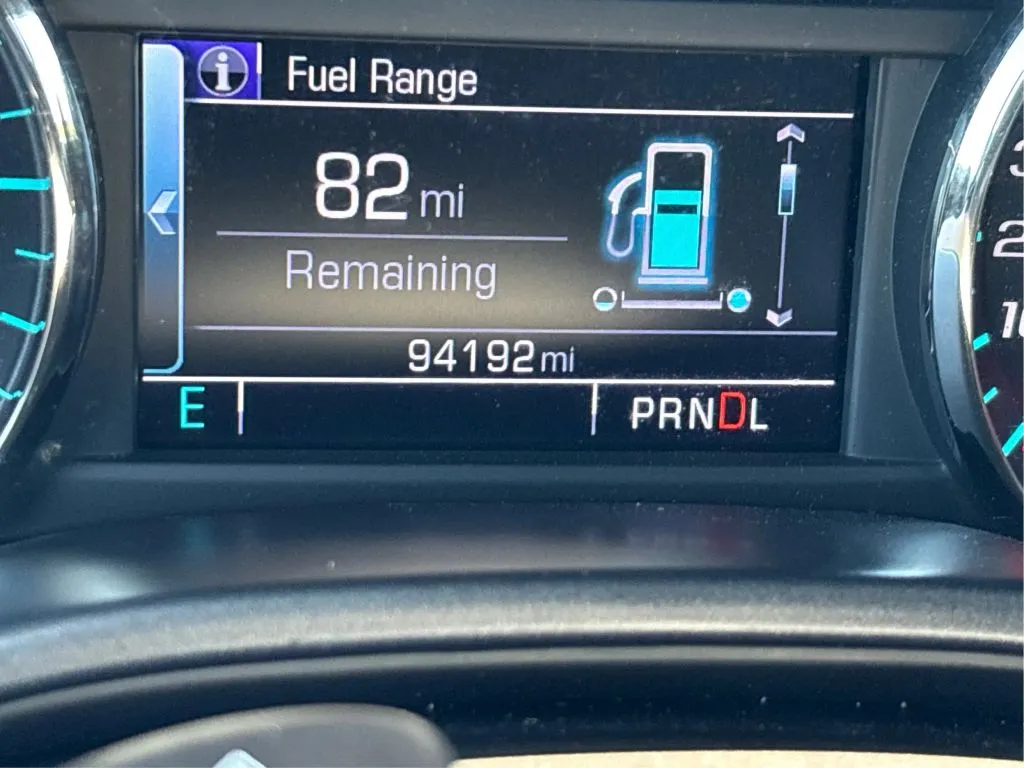 Fuel Range
82 mi
Remaining
94192 mi
E
PRNDL